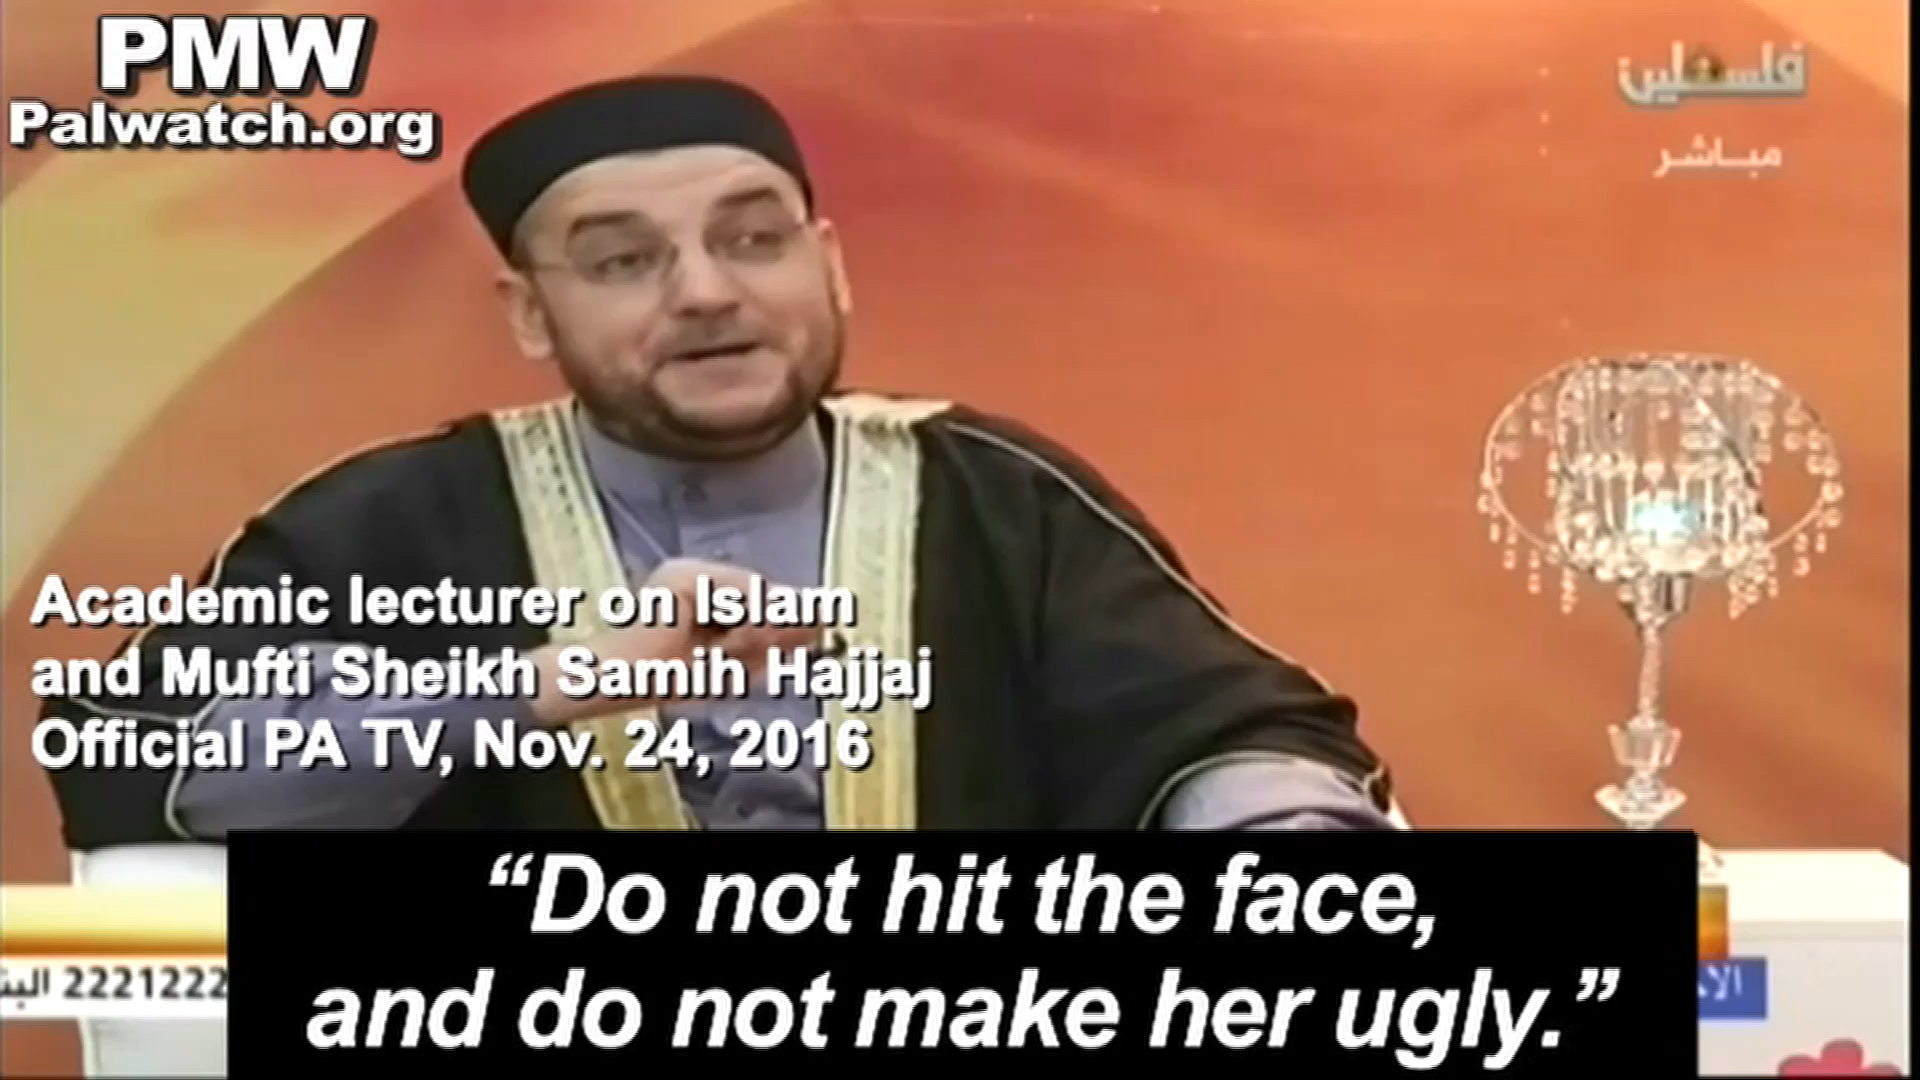 PMW
Palwatch.org
فلسطين
مباشر
Academic lecturer on Islam
and Mufti Sheikh Samih Hajjaj
Official PA TV, Nov. 24, 2016
“Do not hit the face,
and do not make her ugly.”
2221222